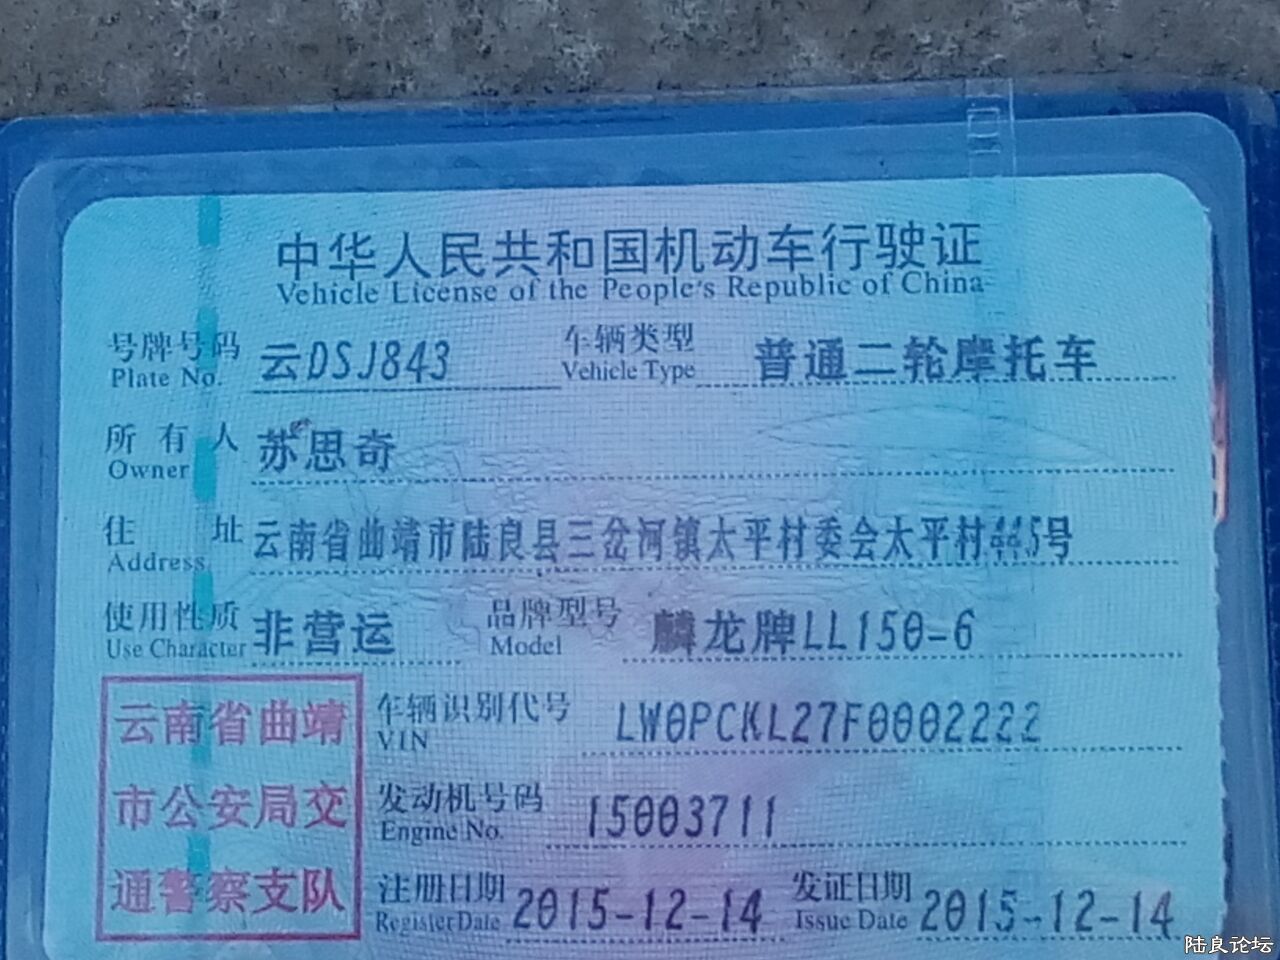 中华人民共和国机动车行驶证
Vehicle License of the People's Republic of China
号牌号码 云DSJ843 车辆类型 普通二轮摩托车
Plate No. Vehicle Type
所有人 苏思奇
Owner
住址 云南省曲靖市陆良县三岔河镇太平村委会太平村445号
Address
使用性质 非营运 品牌型号 麟龙牌LL150-6
Use Character Model
云南省曲靖
市公安局交
通警察支队
车辆识别代号 LW0PCKL27F0002222
VIN
发动机号码 15003711
Engine No.
注册日期 2015-12-14 发证日期 2015-12-14
Register Date Issue Date
陆良论坛